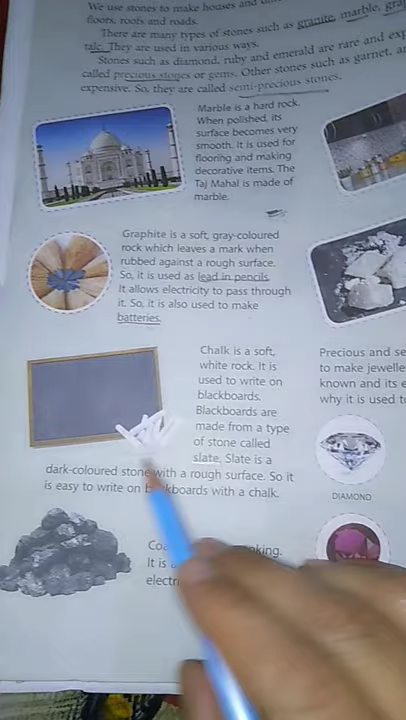 We use stones to make houses and
floors, roofs and roads.
There are many types of stones such as granite, marble,
talc. They are used in various ways.
Stones such as diamond, ruby and emerald are rare and
called precious stones or gems. Other stones such as garnet,
expensive. So, they are called semi-precious stones.
Marble is a hard rock.
When polished, its
surface becomes very
smooth. It is used for
flooring and making
decorative items. The
Taj Mahal is made of
marble.
Graphite is a soft, gray-coloured
rock which leaves a mark when
rubbed against a rough surface.
So, it is used as lead in pencils.
It allows electricity to pass through
it. So, it is also used to make
batteries.
Chalk is a soft,
white rock. It is
used to write on
blackboards.
Blackboards are
made from a type
of stone called
slate. Slate is a
dark-coloured stone with a rough surface. So it
is easy to write on blackboards with a chalk.
It is
Precious and
to make
known and its
why it is used
DIAMOND